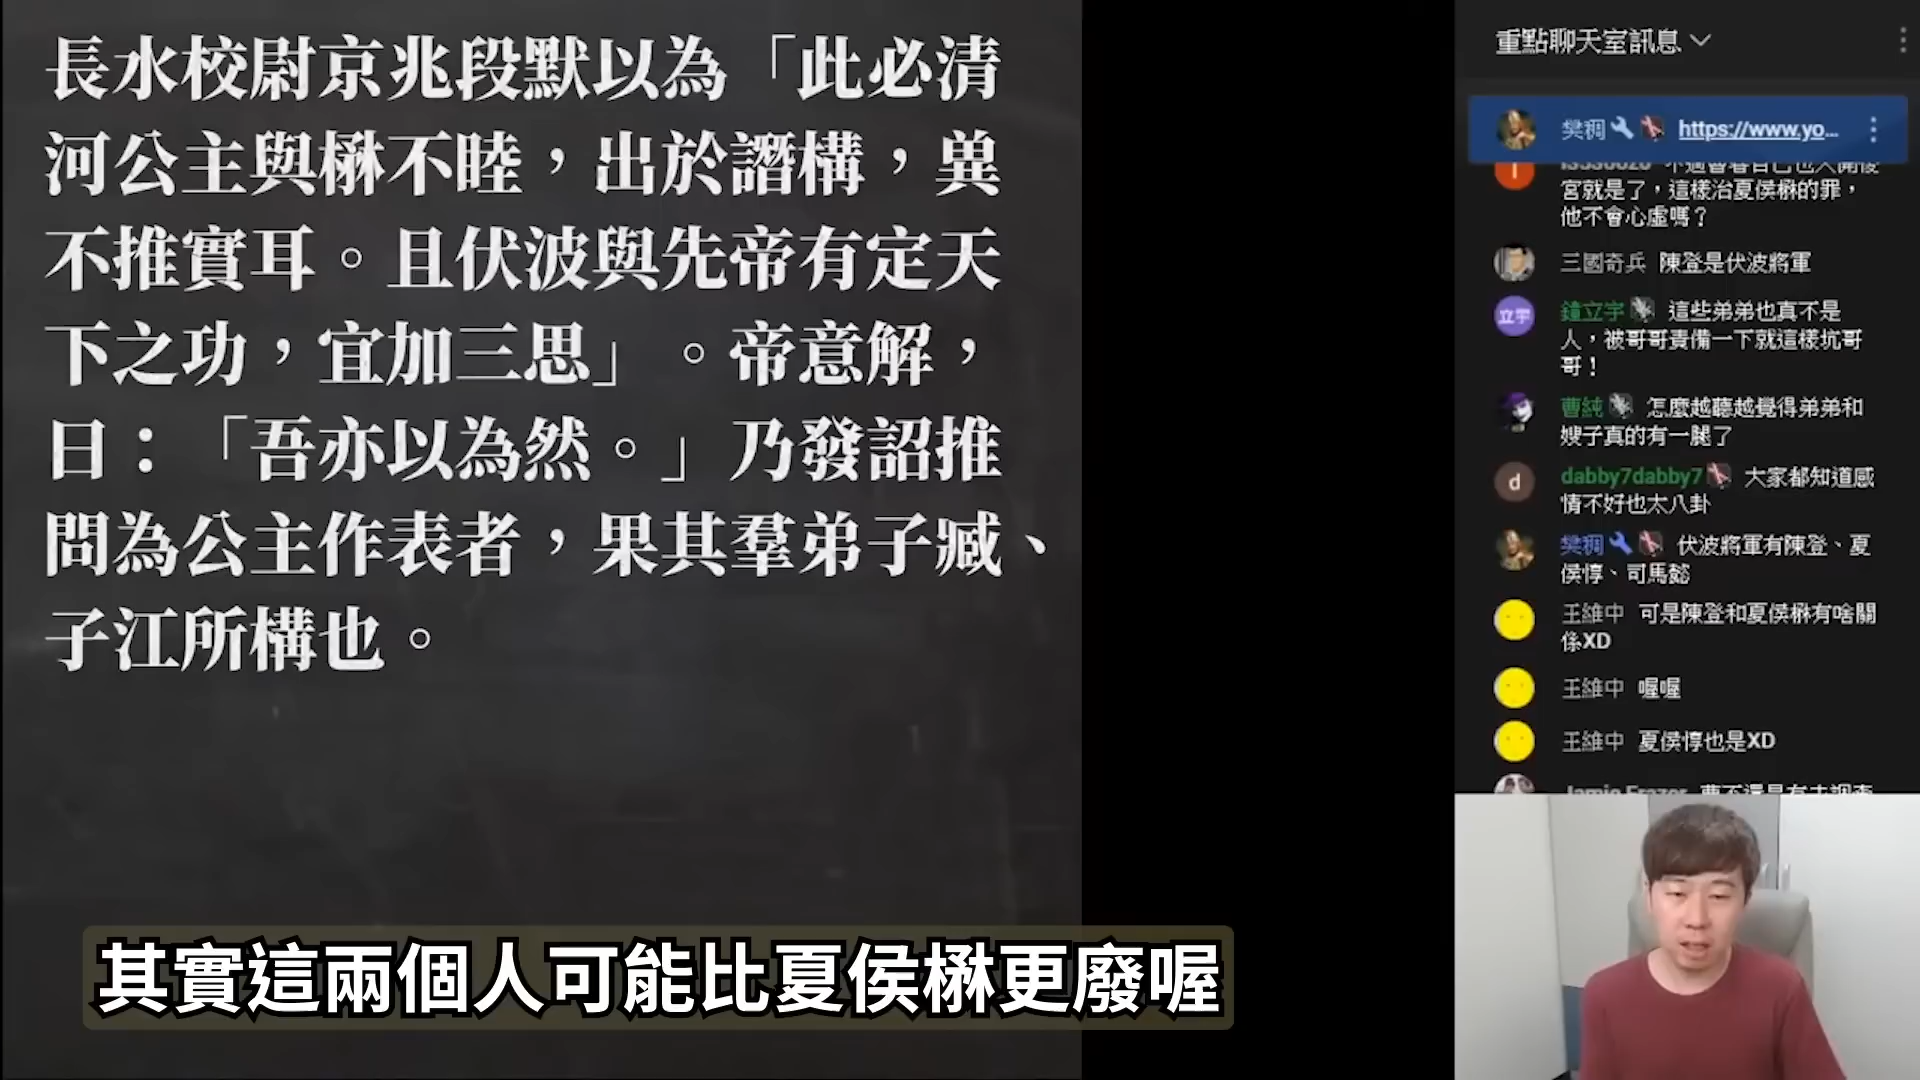 長水校尉京兆段默以為「此必清
河公主與楙不睦，出於譖構，冀
不推實耳。且伏波與先帝有定天
下之功，宜加三思」。帝意解，
曰：「吾亦以為然。」乃發詔推
問為公主作表者，果其羣弟子臧、
子江所構也。
其實這兩個人可能比夏侯楙更廢喔
重點聊天室訊息
樊稠 https://www.yo...
宮就是了，這樣治夏侯楙的罪，
他不會心虛嗎？
三國奇兵 陳登是伏波將軍
立宇 鐘立宇 這些弟弟也真不是
人，被哥哥責備一下就這樣坑哥
哥！
曹純 怎麼越聽越覺得弟弟和
嫂子真的有一腿了
d dabby7dabby7 大家都知道感
情不好也太八卦
樊稠 伏波將軍有陳登、夏
侯惇、司馬懿
王維中 可是陳登和夏侯楙有啥關
係XD
王維中 喔喔
王維中 夏侯惇也是XD